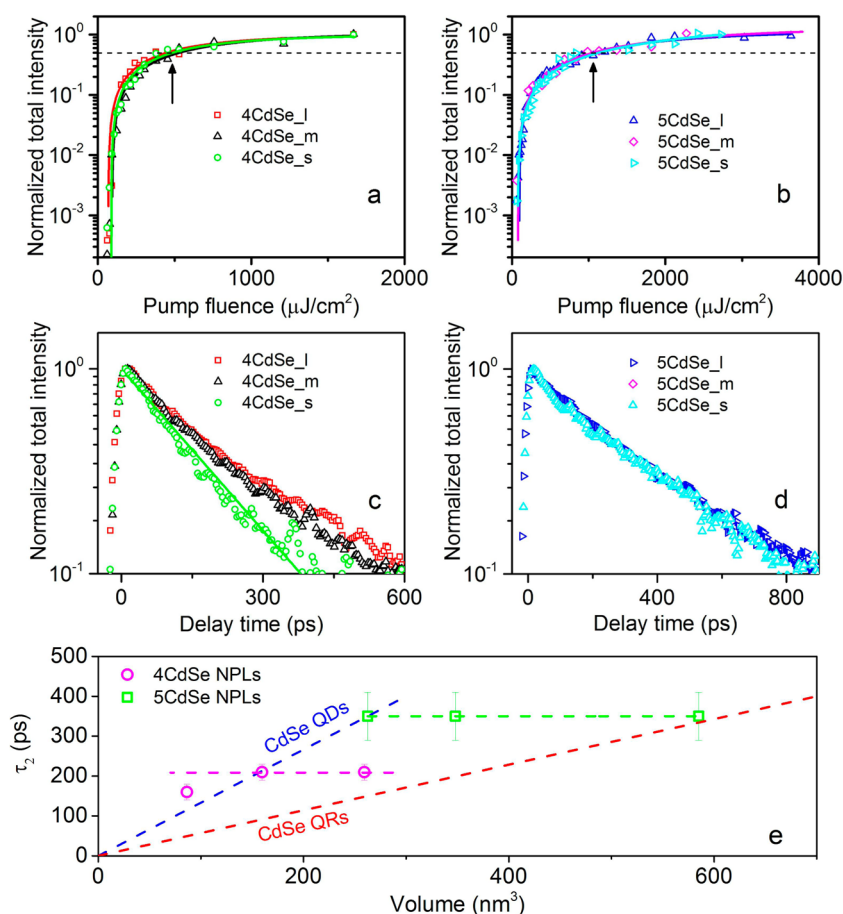 Normalized total intensity
10⁰
10⁻¹
10⁻²
10⁻³
4CdSe_l
4CdSe_m
4CdSe_s
a
0 1000 2000
Pump fluence (μJ/cm²)
Normalized total intensity
10⁰
10⁻¹
10⁻²
10⁻³
5CdSe_l
5CdSe_m
5CdSe_s
b
0 2000 4000
Pump fluence (μJ/cm²)
Normalized total intensity
10⁰
10⁻¹
4CdSe_l
4CdSe_m
4CdSe_s
c
0 300 600
Delay time (ps)
Normalized total intensity
10⁰
10⁻¹
5CdSe_l
5CdSe_m
5CdSe_s
d
0 400 800
Delay time (ps)
τ₂ (ps)
500
400
300
200
100
0
4CdSe NPLs
5CdSe NPLs
CdSe QDs
CdSe QRs
e
0 200 400 600
Volume (nm³)